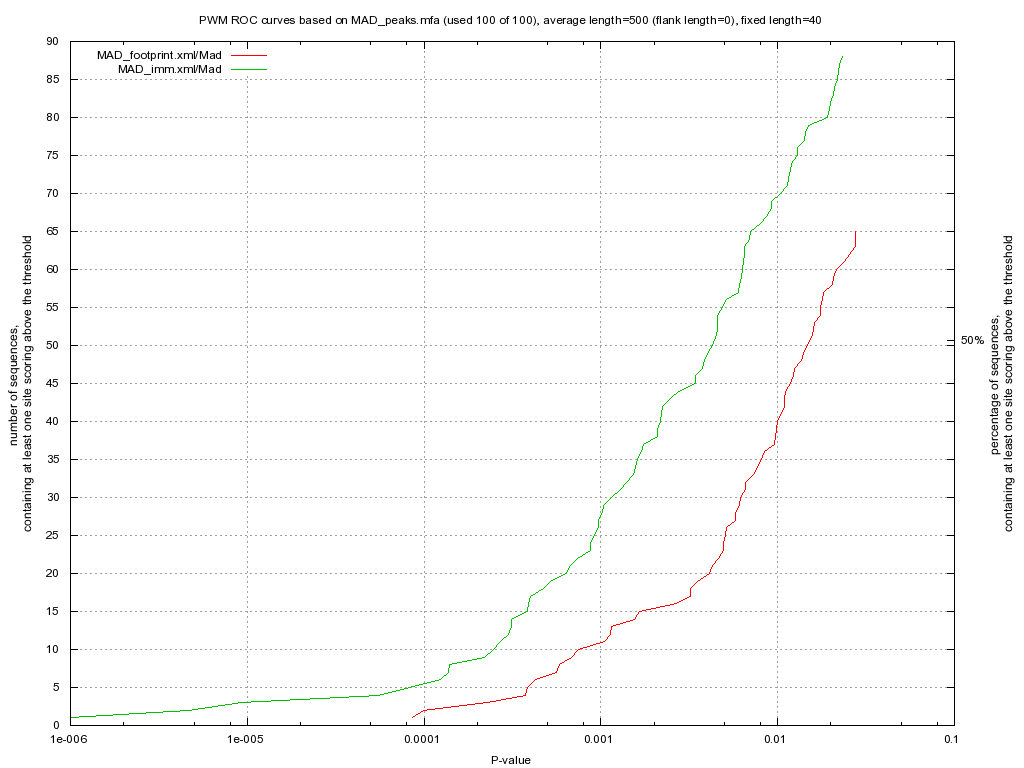 PWM ROC curves based on MAD_peaks.mfa (used 100 of 100), average length=500 (flank length=0), fixed length=40
MAD_footprint.xml/Mad
MAD_imm.xml/Mad
90
85
80
75
70
65
60
55
50
45
40
35
30
25
20
15
10
5
0
number of sequences,
containing at least one site scoring above the threshold
50%
percentage of sequences,
containing at least one site scoring above the threshold
1e-006
1e-005
0.0001
0.001
0.01
0.1
P-value